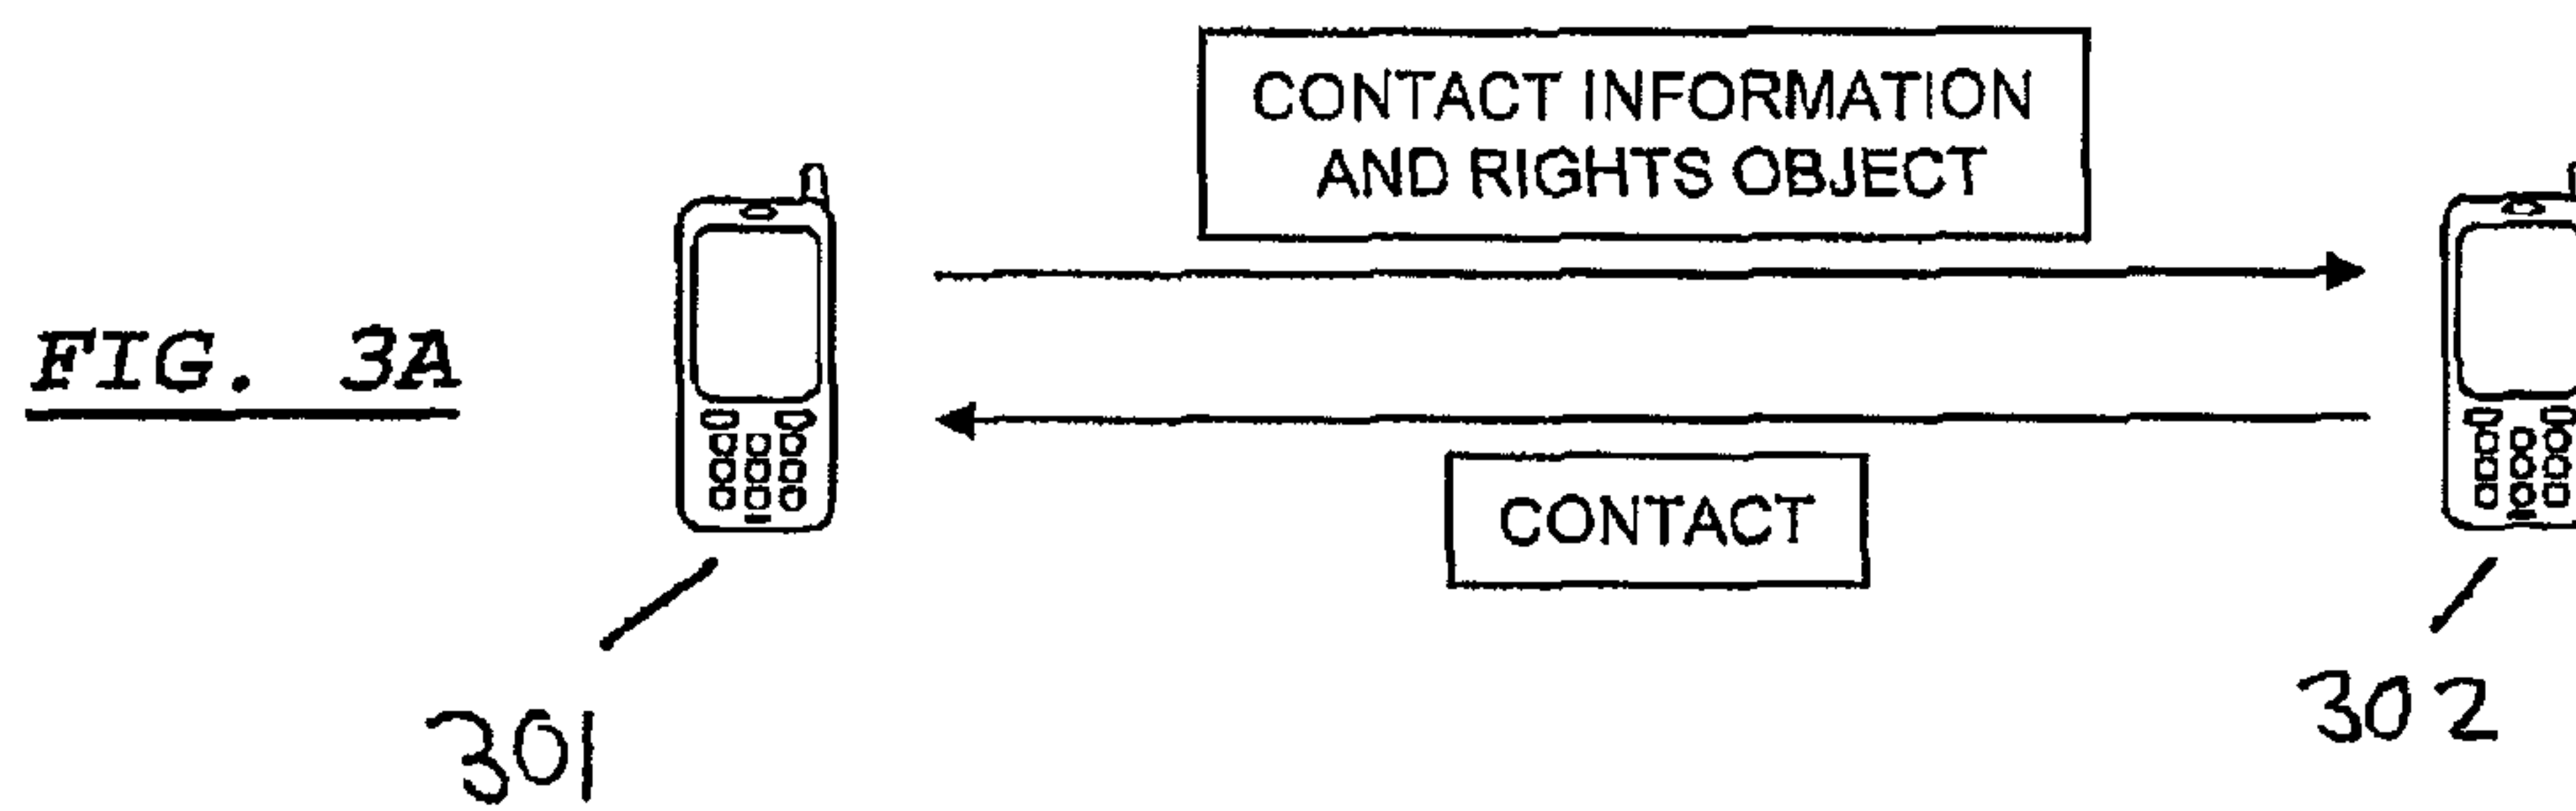 CONTACT INFORMATION
AND RIGHTS OBJECT
FIG. 3A
CONTACT
301
302